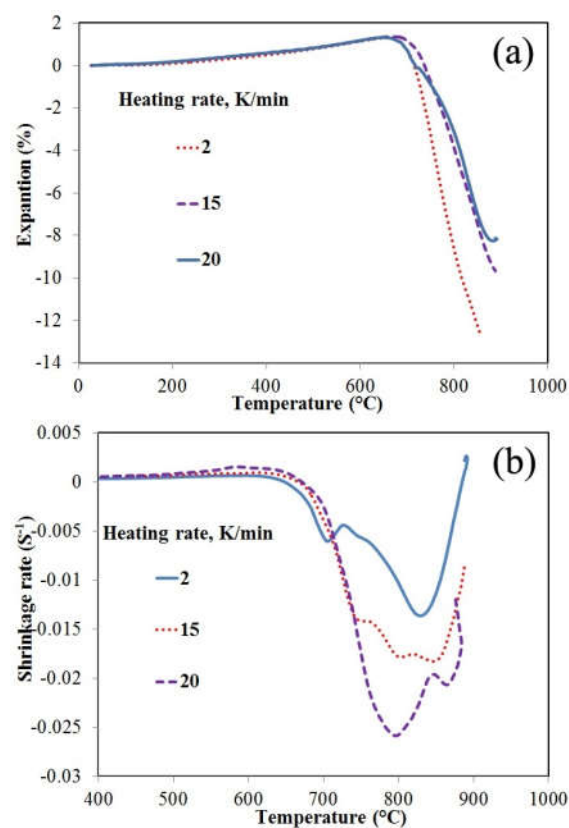 (a)
2
0
-2
-4
-6
-8
-10
-12
-14
Expantion (%)
Heating rate, K/min
2
15
20
0 200 400 600 800 1000
Temperature (°C)
(b)
0.005
0
-0.005
-0.01
-0.015
-0.02
-0.025
-0.03
Shrinkage rate (S⁻¹)
Heating rate, K/min
2
15
20
400 500 600 700 800 900 1000
Temperature (°C)